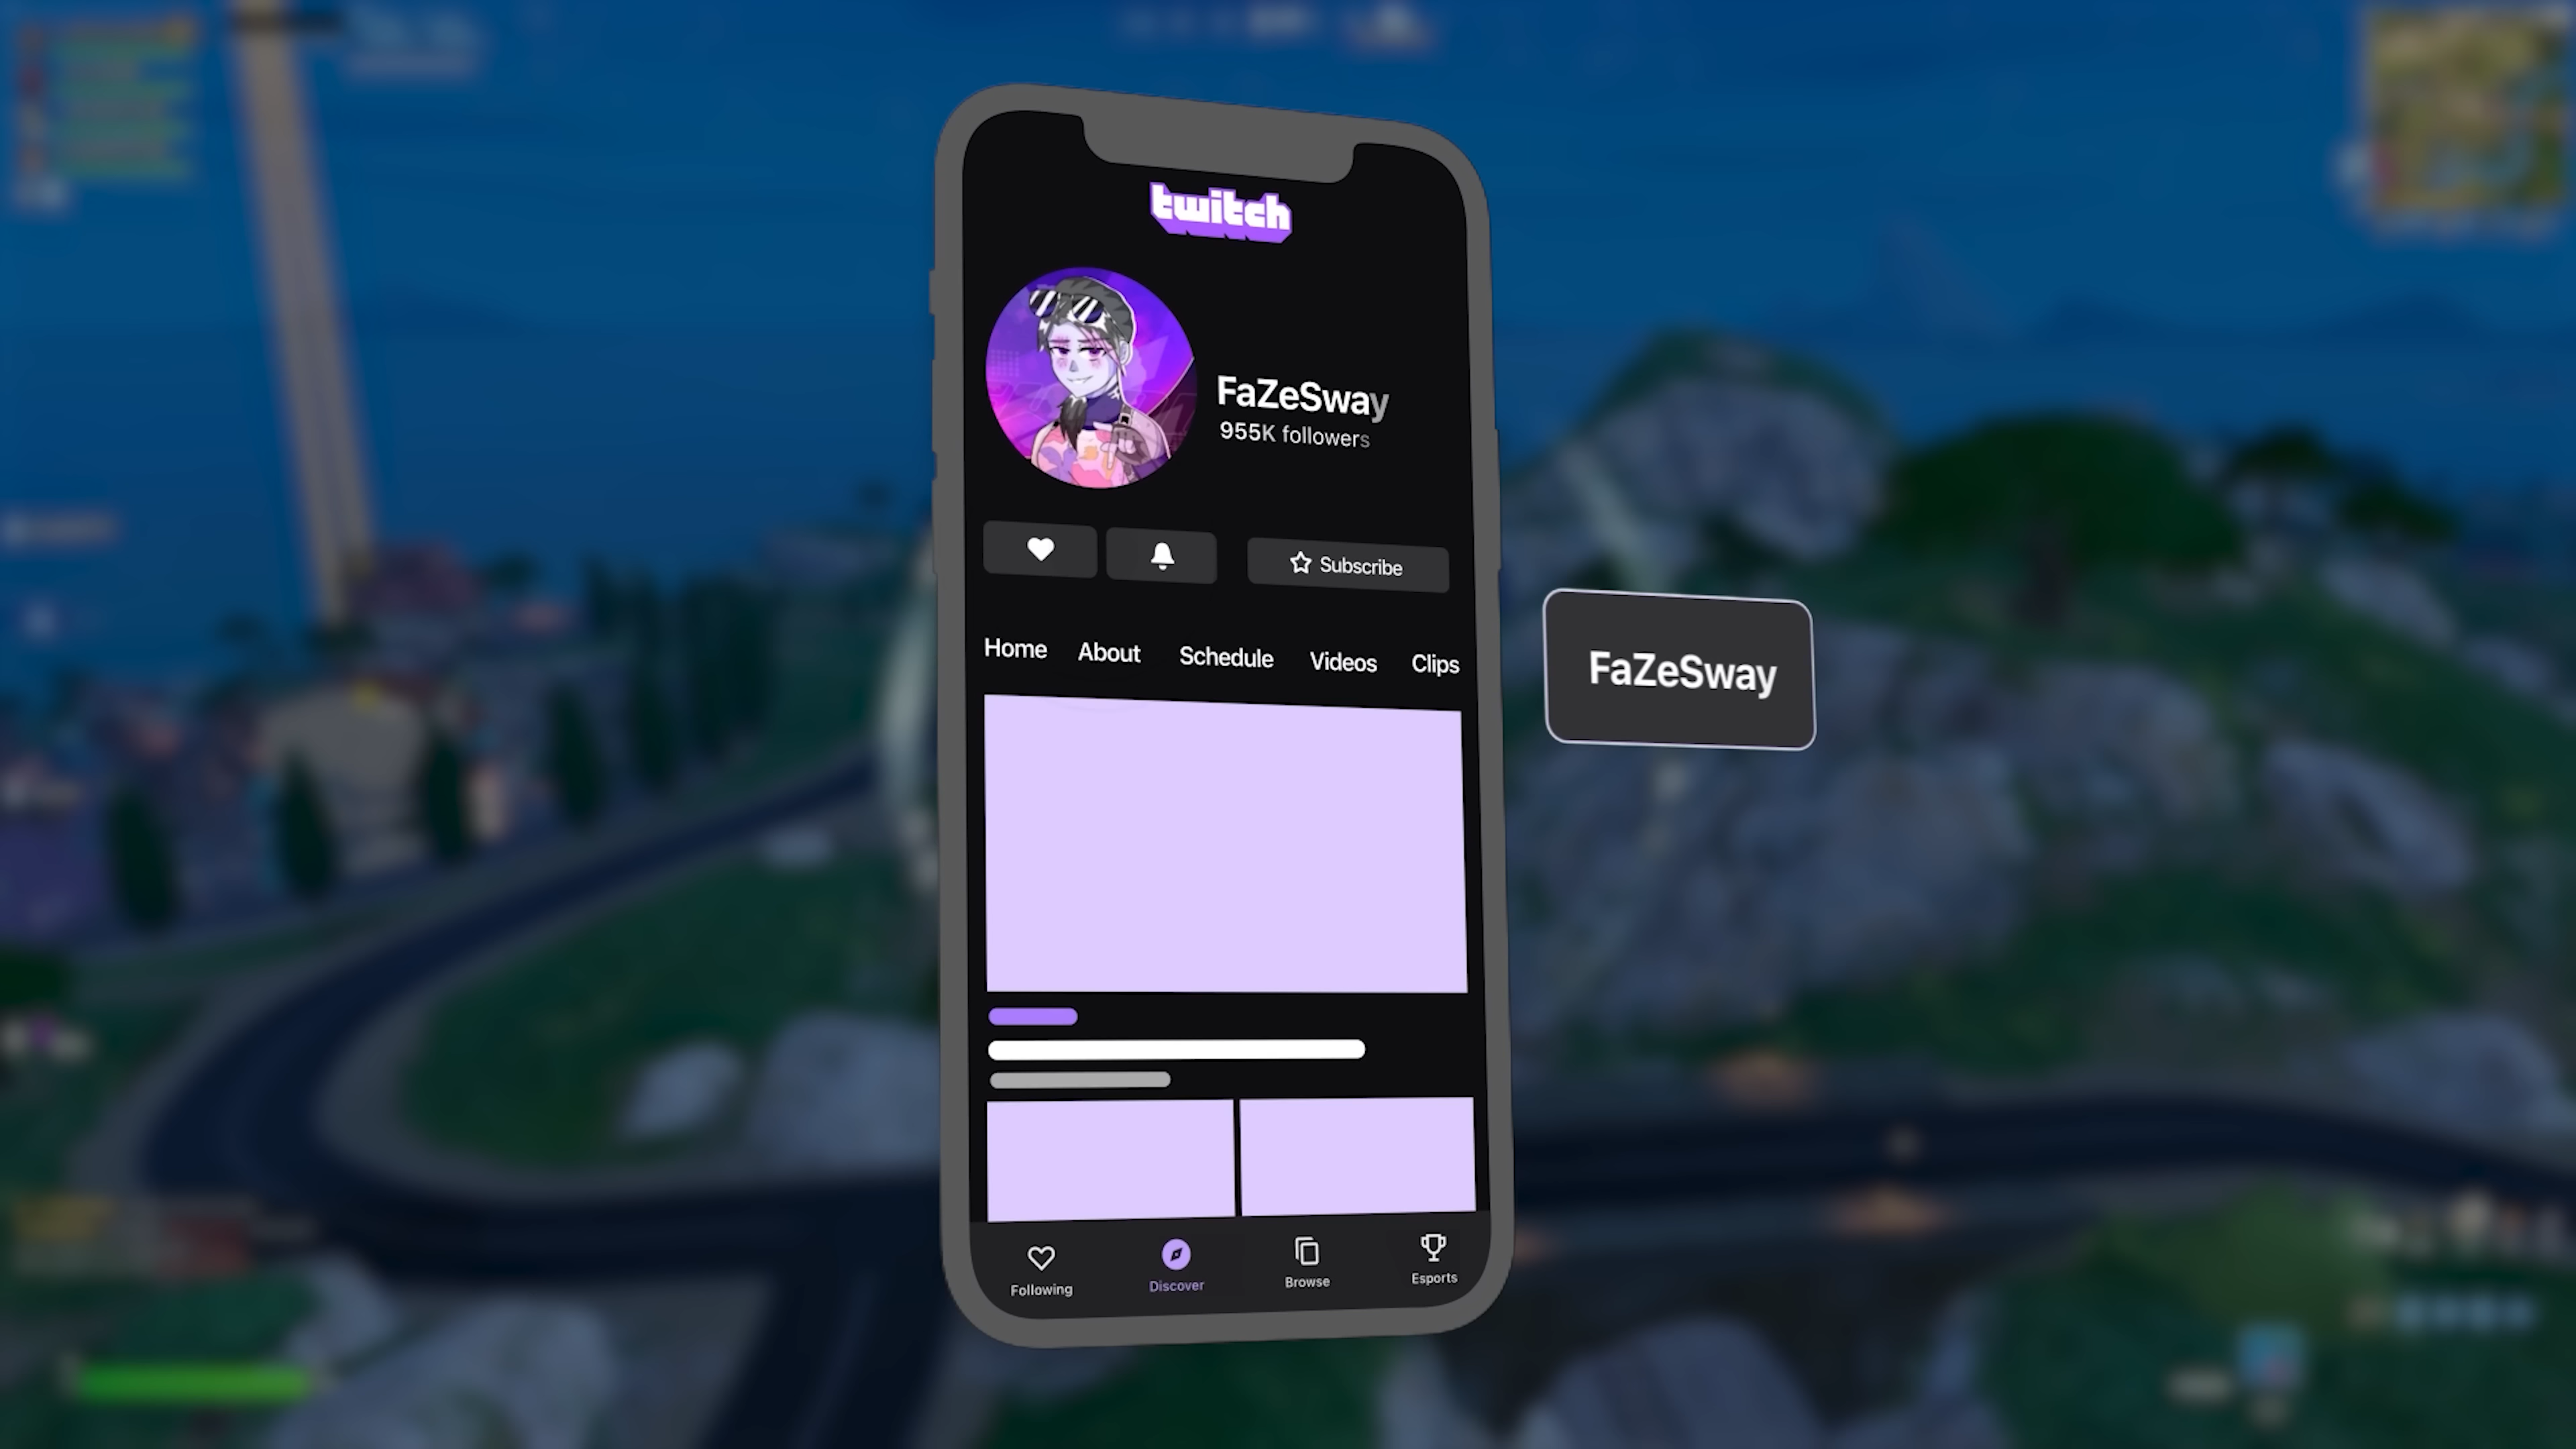 twitch
FaZeSway
955K followers
Subscribe
Home About Schedule Videos Clips
FaZeSway
Following Discover Browse Esports